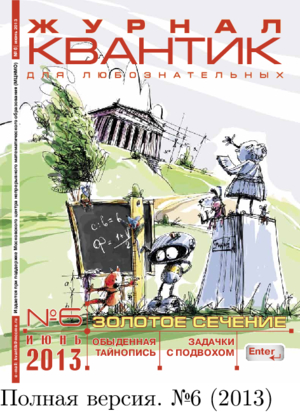 ЖУРНАЛ
КВАНТИК
ДЛЯ ЛЮБОЗНАТЕЛЬНЫХ
№6
ИЮНЬ
2013
ЗОЛОТОЕ СЕЧЕНИЕ
ОБЫДЕННАЯ
ТАЙНОПИСЬ
ЗАДАЧКИ
С ПОДВОХОМ
Enter
Полная версия. №6 (2013)